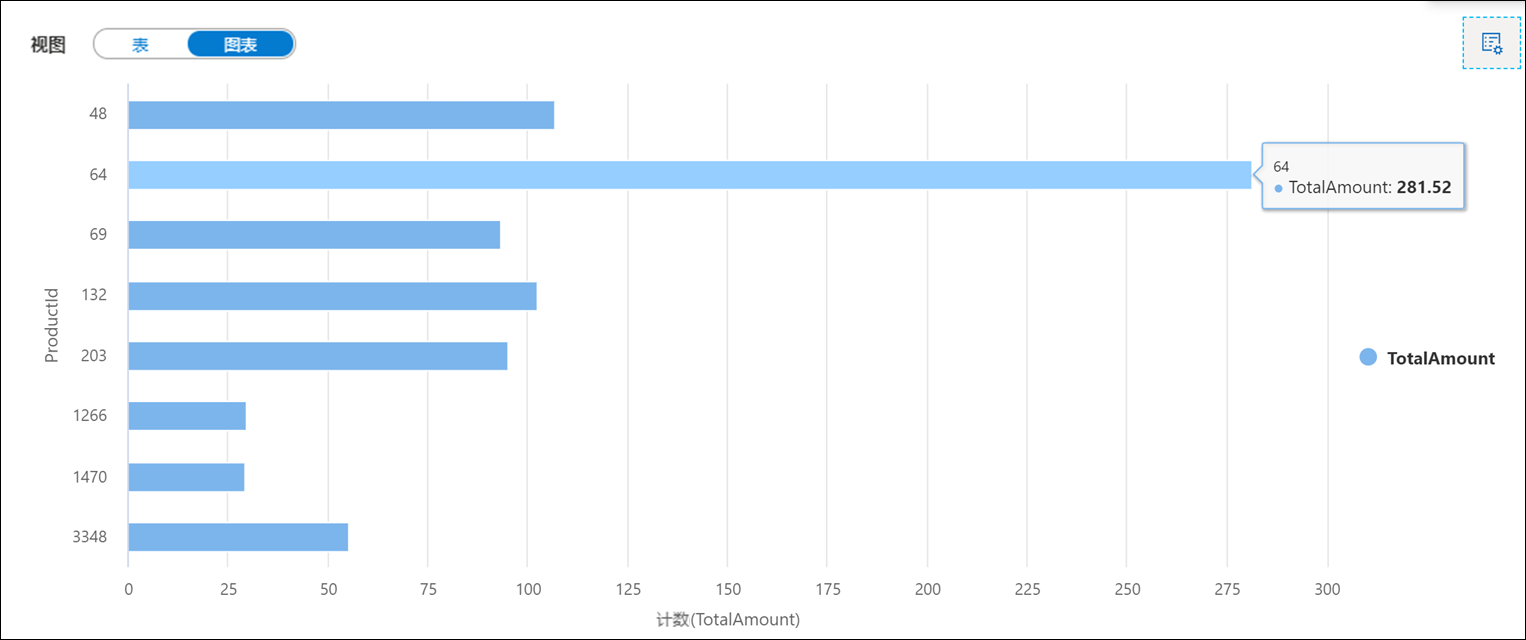 视图 表 图表
48
64
64
TotalAmount: 281.52
69
132
203
1266
1470
3348
ProductId
TotalAmount
0 25 50 75 100 125 150 175 200 225 250 275 300
计数(TotalAmount)